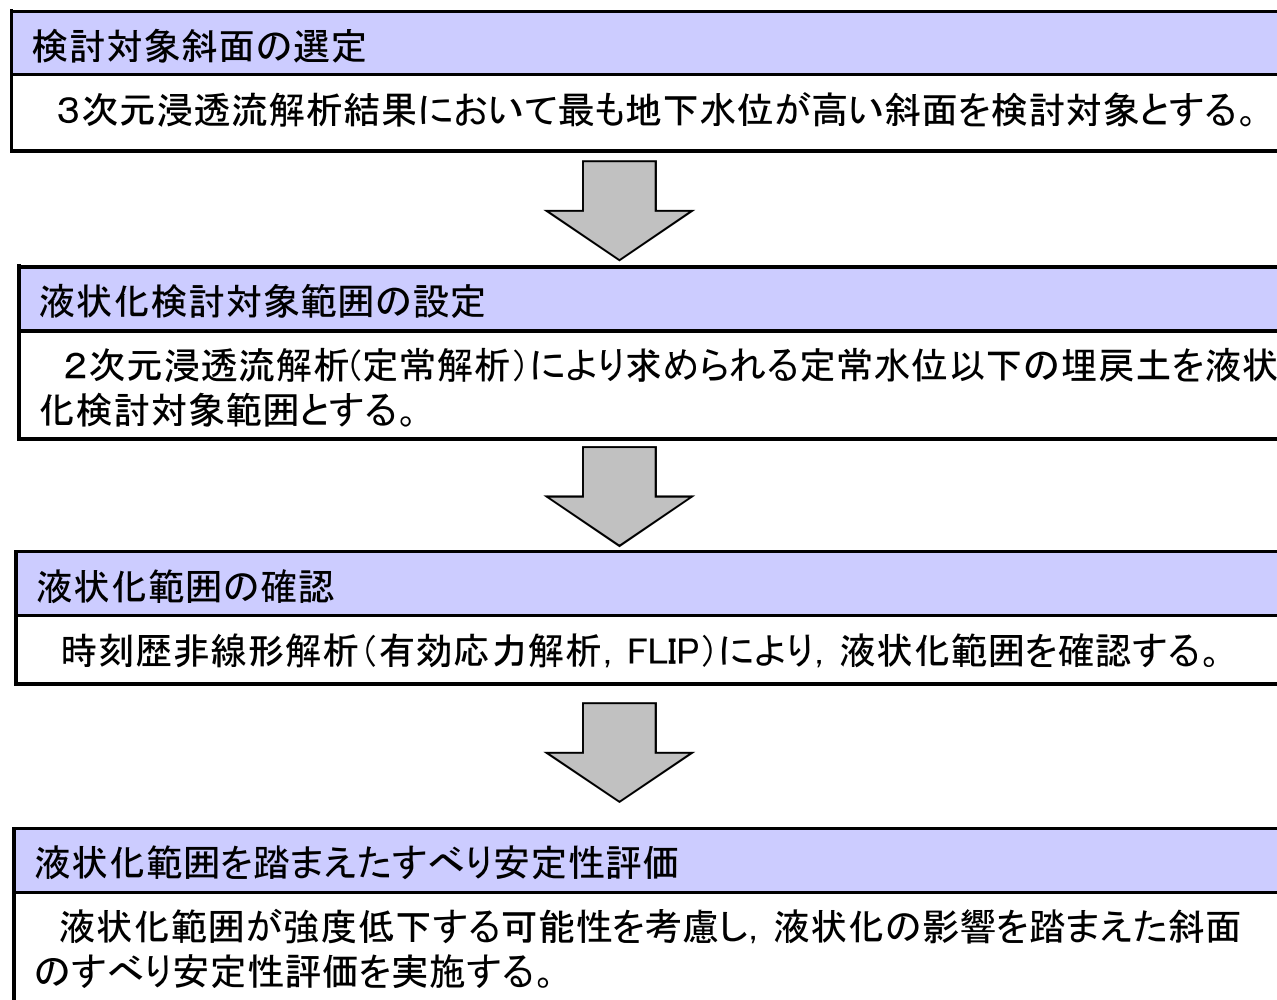 検討対象斜面の選定
３次元浸透流解析結果において最も地下水位が高い斜面を検討対象とする。
液状化検討対象範囲の設定
２次元浸透流解析(定常解析)により求められる定常水位以下の埋戻土を液状
化検討対象範囲とする。
液状化範囲の確認
時刻歴非線形解析（有効応力解析，FLIP）により，液状化範囲を確認する。
液状化範囲を踏まえたすべり安定性評価
液状化範囲が強度低下する可能性を考慮し，液状化の影響を踏まえた斜面
のすべり安定性評価を実施する。